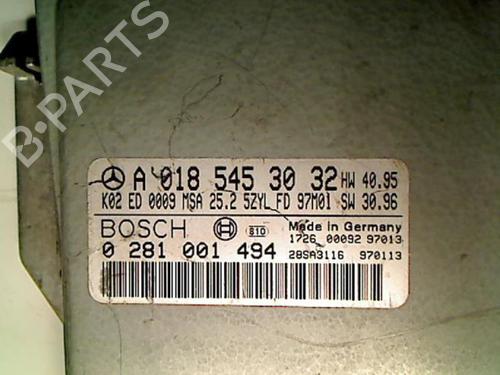 B-PARTS
A 018 545 30 32 HW 40.95
K02 ED 0009 MSA 25.2 5ZYL FD 97M01 SW 30.96
BOSCH 810 Made in Germany
1726 00092 97013
0 281 001 494 28SA3116 970113